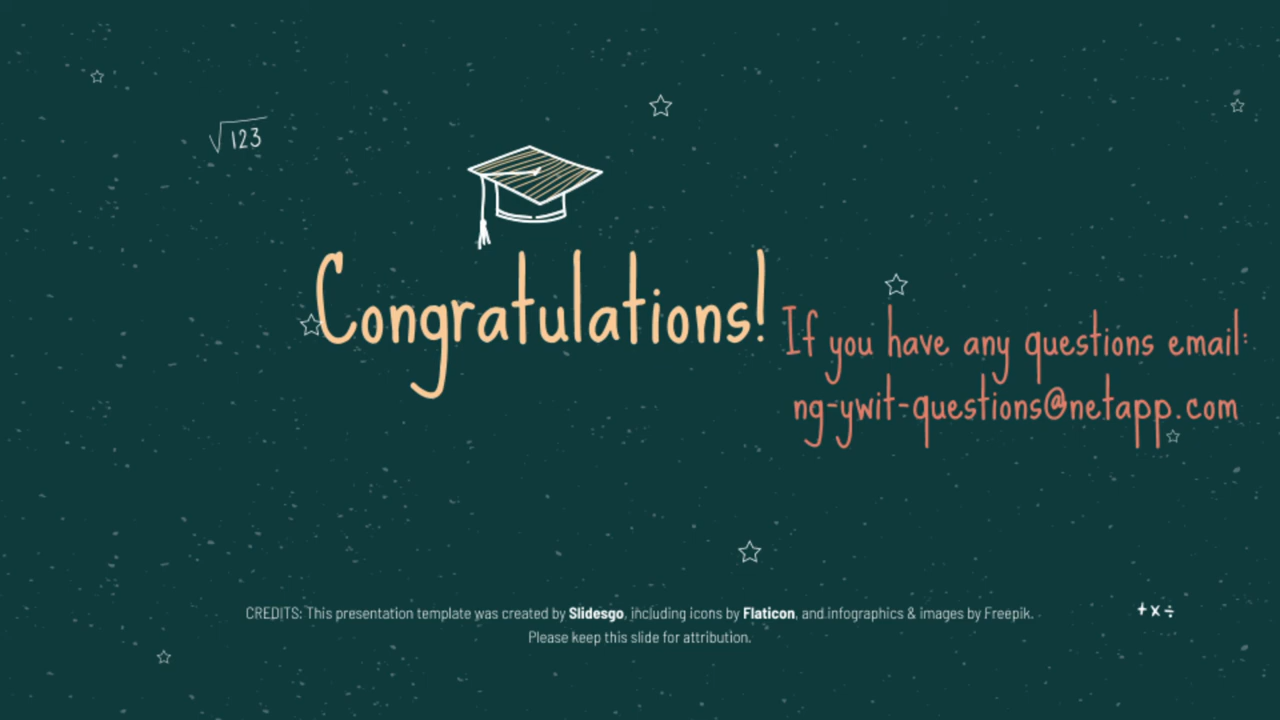 √123
Congratulations!
If you have any questions email:
ng-ywit-questions@netapp.com
CREDITS: This presentation template was created by Slidesgo, including icons by Flaticon, and infographics & images by Freepik.
Please keep this slide for attribution.
+ × ÷